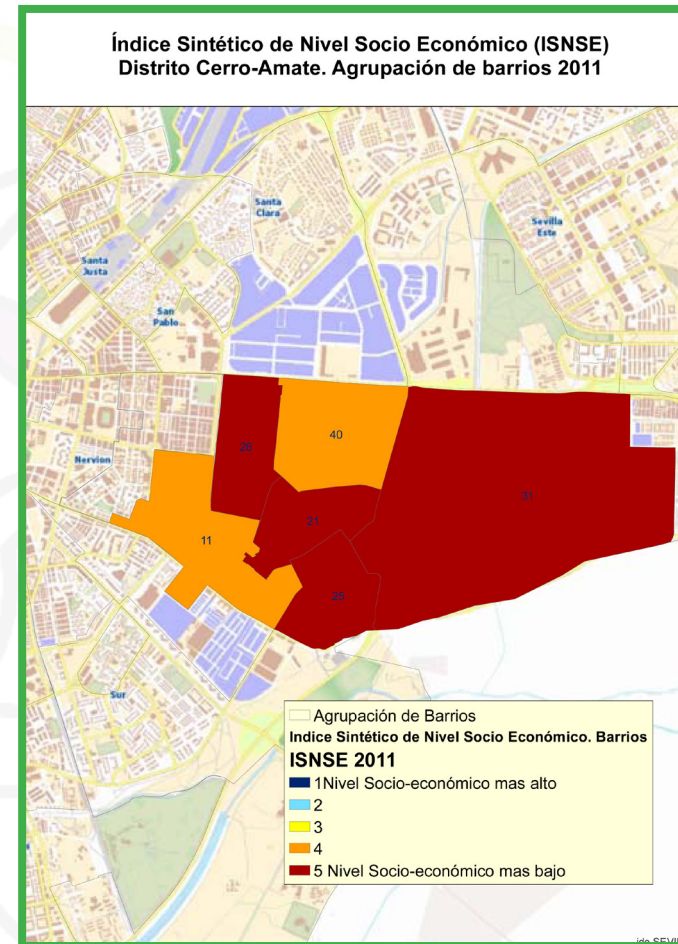 Índice Sintético de Nivel Socio Económico (ISNSE)
Distrito Cerro-Amate. Agrupación de barrios 2011
Santa
Clara
Sevilla
Este
Santa
Justa
San
Pablo
40
28
Nervion
31
21
11
25
Sur
Agrupación de Barrios
Indice Sintético de Nivel Socio Económico. Barrios
ISNSE 2011
1Nivel Socio-económico mas alto
2
3
4
5 Nivel Socio-económico mas bajo